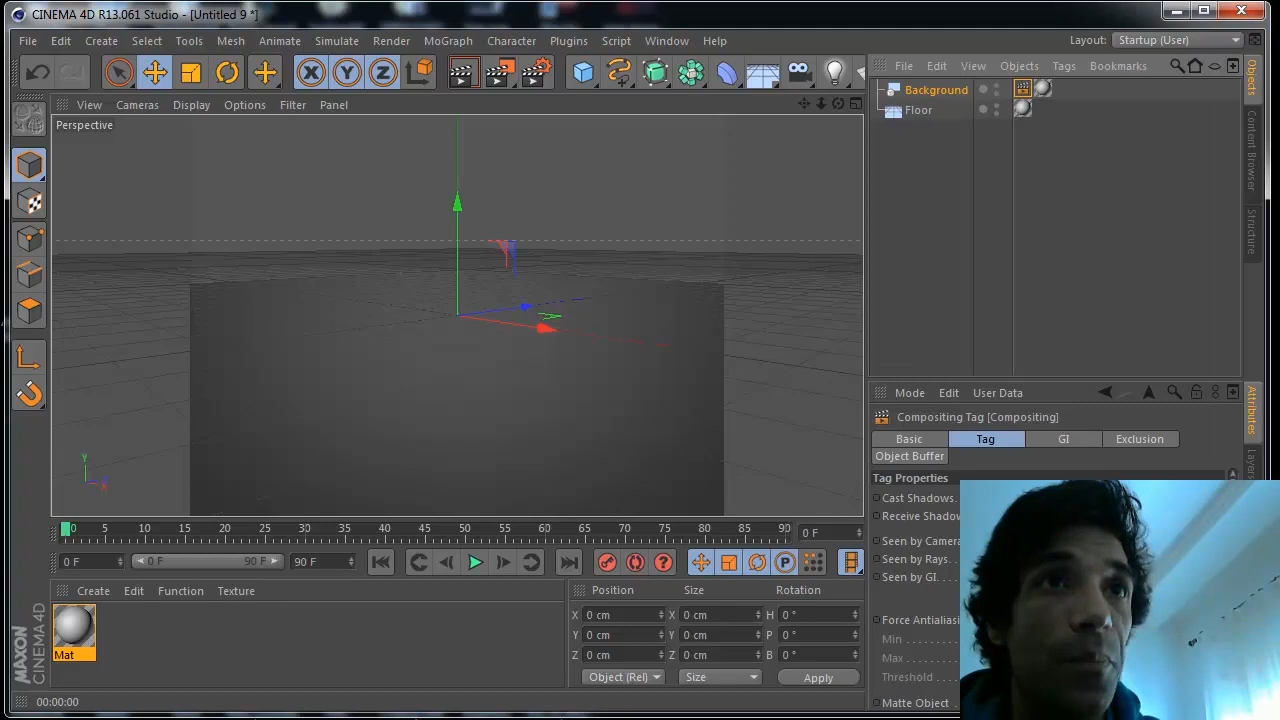 CINEMA 4D R13.061 Studio - [Untitled 9 *]
File Edit Create Select Tools Mesh Animate Simulate Render MoGraph Character Plugins Script Window Help
Layout: Startup (User)
File Edit View Objects Tags Bookmarks
View Cameras Display Options Filter Panel
Perspective
Background
Floor
Objects
Content Browser
Structure
Y
X
Mode Edit User Data
Compositing Tag [Compositing]
Basic Tag GI Exclusion
Object Buffer
Attributes
Layers
Tag Properties
Cast Shadows.
Receive Shadow
Seen by Camera
Seen by Rays.
Seen by GI.
Force Antialiasi
Min
Max
Threshold
Matte Object
0 5 10 15 20 25 30 35 40 45 50 55 60 65 70 75 80 85 90
0 F
0 F 0 F 90 F 90 F
P
Create Edit Function Texture
Mat
Position Size Rotation
X 0 cm X 0 cm H 0 °
Y 0 cm Y 0 cm P 0 °
Z 0 cm Z 0 cm B 0 °
Object (Rel) Size Apply
MAXON
CINEMA 4D
00:00:00